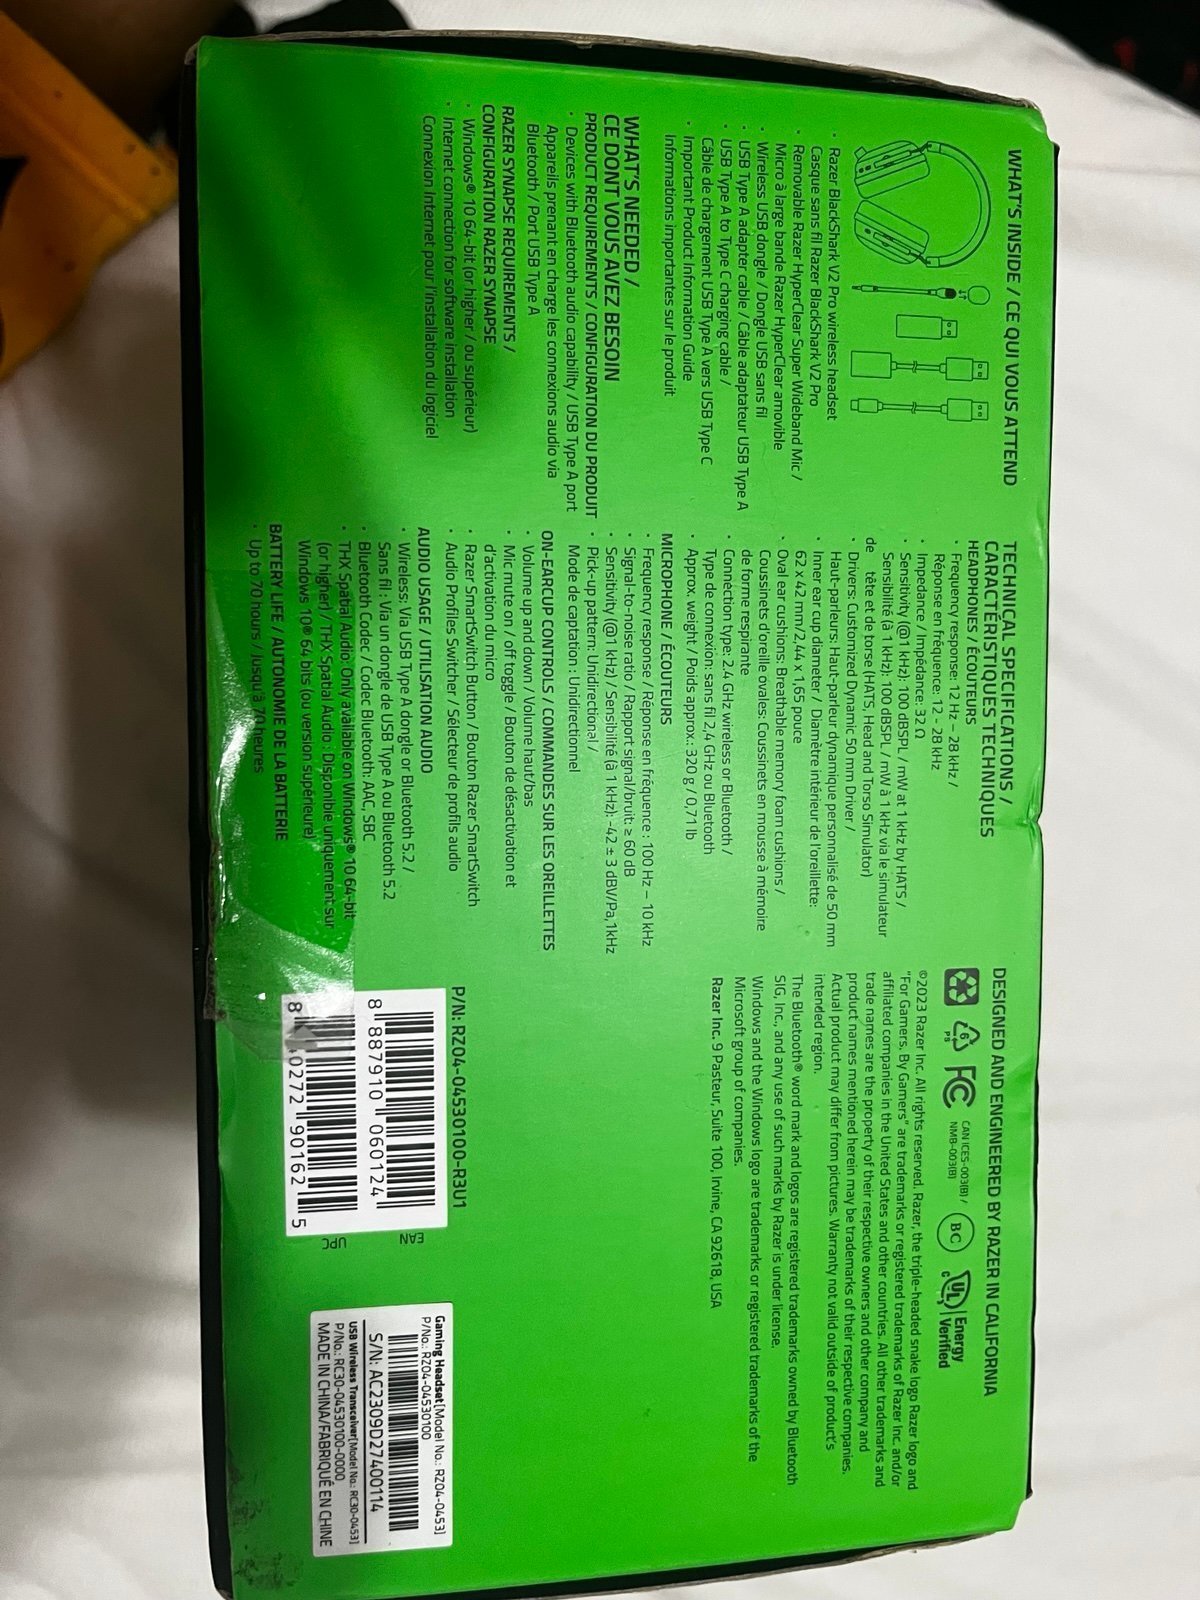 WHAT'S INSIDE / CE QUI VOUS ATTEND
· Razer BlackShark V2 Pro wireless headset
Casque sans fil Razer BlackShark V2 Pro
· Removable Razer HyperClear Super Wideband Mic /
Micro à large bande Razer HyperClear amovible
· Wireless USB dongle / Dongle USB sans fil
· USB Type A adapter cable / Câble adaptateur USB Type A
· USB Type A to Type C charging cable /
Câble de chargement USB Type A vers USB Type C
· Important Product Information Guide
Informations importantes sur le produit
WHAT'S NEEDED /
CE DONT VOUS AVEZ BESOIN
PRODUCT REQUIREMENTS / CONFIGURATION DU PRODUIT
· Devices with Bluetooth audio capability / USB Type A port
Appareils prenant en charge les connexions audio via
Bluetooth / Port USB Type A
RAZER SYNAPSE REQUIREMENTS /
CONFIGURATION RAZER SYNAPSE
· Windows® 10 64-bit (or higher / ou supérieur)
· Internet connection for software installation
Connexion Internet pour l'installation du logiciel
TECHNICAL SPECIFICATIONS /
CARACTÉRISTIQUES TECHNIQUES
HEADPHONES / ÉCOUTEURS
· Frequency response: 12 Hz – 28 kHz /
Réponse en fréquence: 12 - 28 kHz
· Impedance / Impédance: 32 Ω
· Sensitivity (@1 kHz): 100 dBSPL / mW at 1 kHz by HATS /
Sensibilité (à 1 kHz): 100 dBSPL / mW à 1 kHz via le simulateur
de tête et de torse (HATS, Head and Torso Simulator)
· Drivers: Customized Dynamic 50 mm Driver /
Haut-parleurs: Haut-parleur dynamique personnalisé de 50 mm
· Inner ear cup diameter / Diamètre intérieur de l'oreillette:
62 x 42 mm/2,44 x 1,65 pouce
· Oval ear cushions: Breathable memory foam cushions /
Coussinets d'oreille ovales: Coussinets en mousse à mémoire
de forme respirante
· Connection type: 2.4 GHz wireless or Bluetooth /
Type de connexion: sans fil 2,4 GHz ou Bluetooth
· Approx. weight / Poids approx.: 320 g / 0,71 lb
MICROPHONE / ÉCOUTEURS
· Frequency response / Réponse en fréquence: 100 Hz – 10 kHz
· Signal-to-noise ratio / Rapport signal/bruit: ≥ 60 dB
· Sensitivity (@1 kHz) / Sensibilité (à 1 kHz): -42 ± 3 dBV/Pa,1kHz
· Pick-up pattern: Unidirectional /
Mode de captation : Unidirectionnel
ON-EARCUP CONTROLS / COMMANDES SUR LES OREILLETTES
· Volume up and down / Volume haut/bas
· Mic mute on / off toggle / Bouton de désactivation et
d'activation du micro
· Razer SmartSwitch Button / Bouton Razer SmartSwitch
· Audio Profiles Switcher / Sélecteur de profils audio
AUDIO USAGE / UTILISATION AUDIO
· Wireless: Via USB Type A dongle or Bluetooth 5.2 /
Sans fil : Via un dongle de USB Type A ou Bluetooth 5.2
· Bluetooth Codec / Codec Bluetooth: AAC, SBC
· THX Spatial Audio: Only available on Windows® 10 64-bit
(or higher) / THX Spatial Audio : Disponible uniquement sur
Windows 10® 64 bits (ou version supérieure)
BATTERY LIFE / AUTONOMIE DE LA BATTERIE
· Up to 70 hours / Jusqu'à 70 heures
DESIGNED AND ENGINEERED BY RAZER IN CALIFORNIA
6
PS
FC
CAN ICES-003(B) /
NMB-003(B)
BC
C UL
Energy
Verified
©2023 Razer Inc. All rights reserved. Razer, the triple-headed snake logo Razer logo and
"For Gamers. By Gamers" are trademarks or registered trademarks of Razer Inc. and/or
affiliated companies in the United States and other countries. All other trademarks and
trade names are the property of their respective owners and other company and
product names mentioned herein may be trademarks of their respective companies.
Actual product may differ from pictures. Warranty not valid outside of product's
intended region.
The Bluetooth® word mark and logos are registered trademarks owned by Bluetooth
SIG, Inc., and any use of such marks by Razer is under license.
Windows and the Windows logo are trademarks or registered trademarks of the
Microsoft group of companies.
Razer Inc. 9 Pasteur, Suite 100, Irvine, CA 92618, USA
P/N: RZ04-04530100-R3U1
EAN
8 887910 060124
UPC
8 40272 90162 5
Gaming Headset[Model No.: RZ04-0453]
P/No.: RZ04-04530100
S/N: AC2309D27400114
USB Wireless Transceiver[Model No.: RC30-0453]
P/No.: RC30-04530100-0000
MADE IN CHINA/FABRIQUÉ EN CHINE